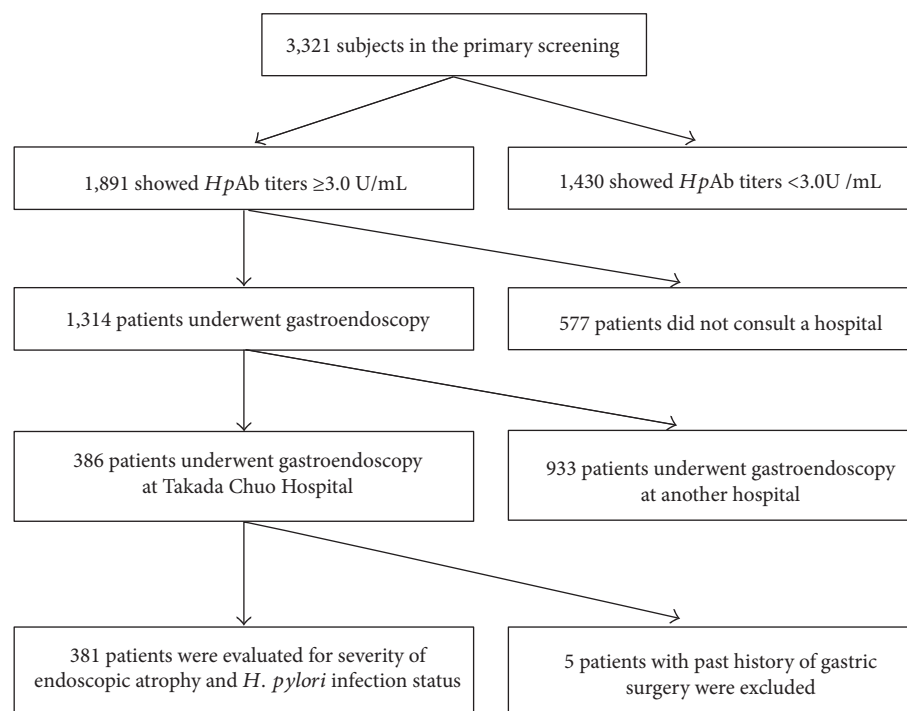 3,321 subjects in the primary screening
1,891 showed HpAb titers ≥3.0 U/mL
1,430 showed HpAb titers <3.0U /mL
1,314 patients underwent gastroendoscopy
577 patients did not consult a hospital
386 patients underwent gastroendoscopy
at Takada Chuo Hospital
933 patients underwent gastroendoscopy
at another hospital
381 patients were evaluated for severity of
endoscopic atrophy and H. pylori infection status
5 patients with past history of gastric
surgery were excluded